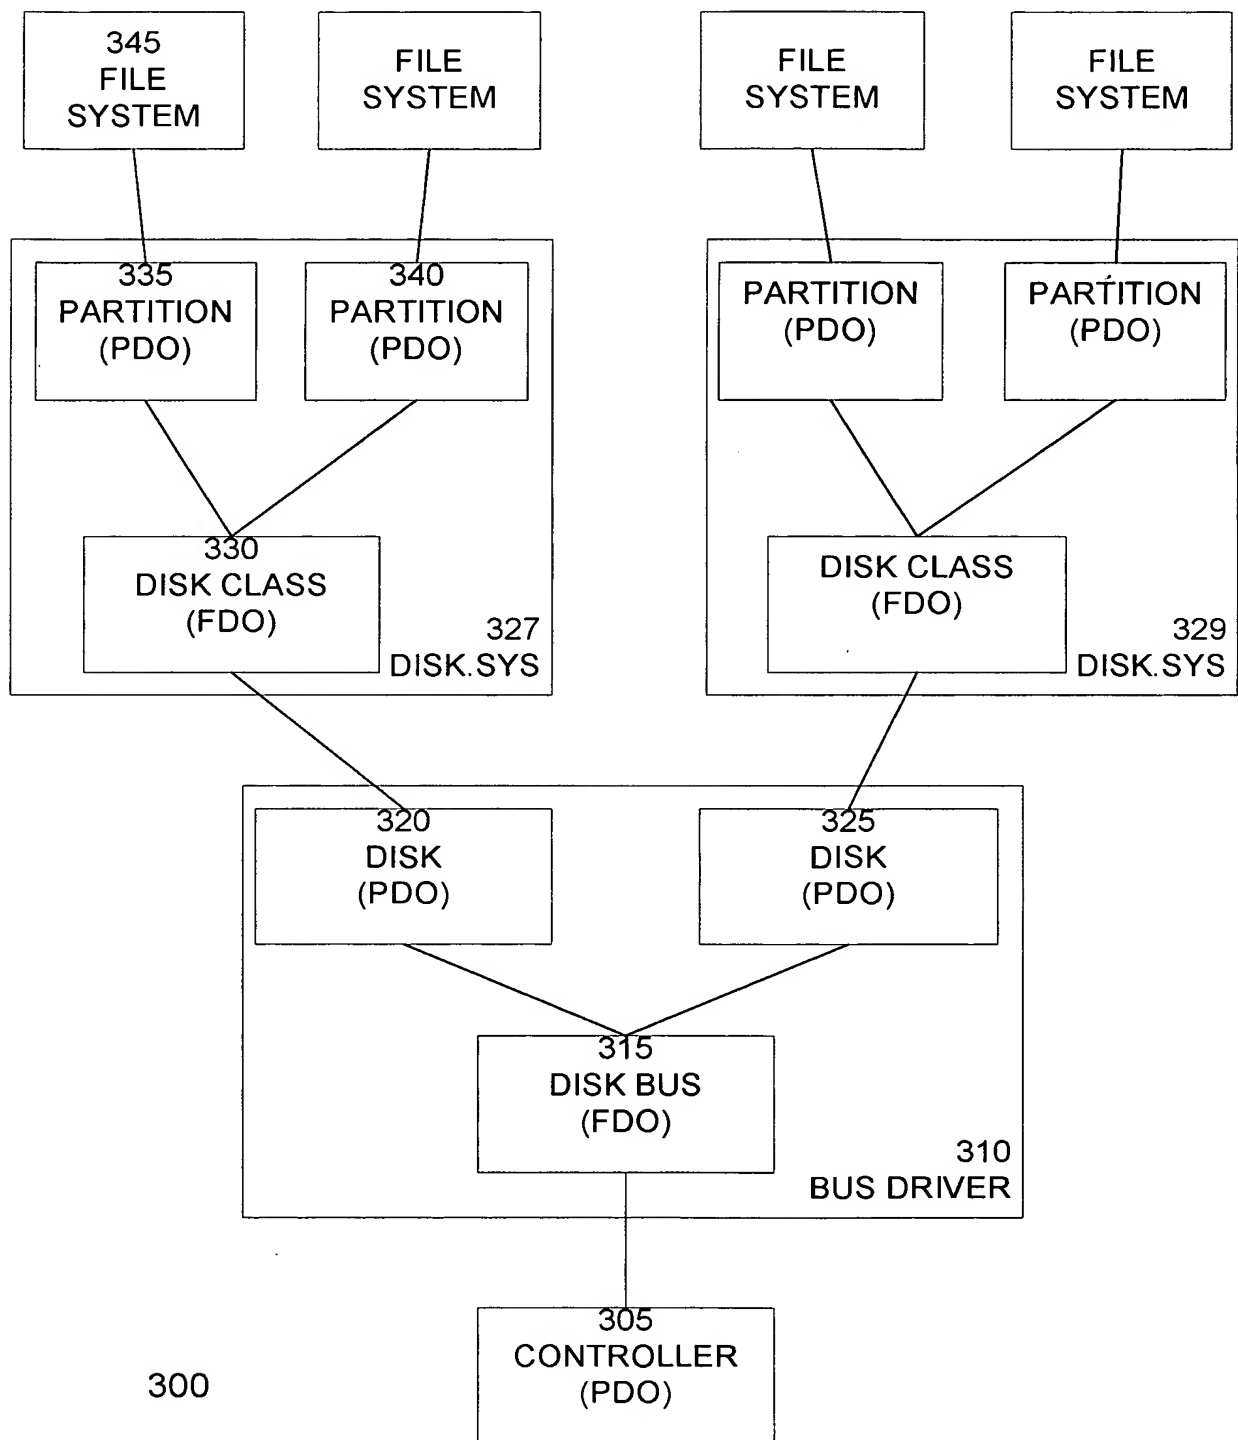 345
FILE
SYSTEM
FILE
SYSTEM
FILE
SYSTEM
FILE
SYSTEM
335
PARTITION
(PDO)
340
PARTITION
(PDO)
PARTITION
(PDO)
PARTITION
(PDO)
330
DISK CLASS
(FDO)
327
DISK.SYS
DISK CLASS
(FDO)
329
DISK.SYS
320
DISK
(PDO)
325
DISK
(PDO)
315
DISK BUS
(FDO)
310
BUS DRIVER
305
CONTROLLER
(PDO)
300